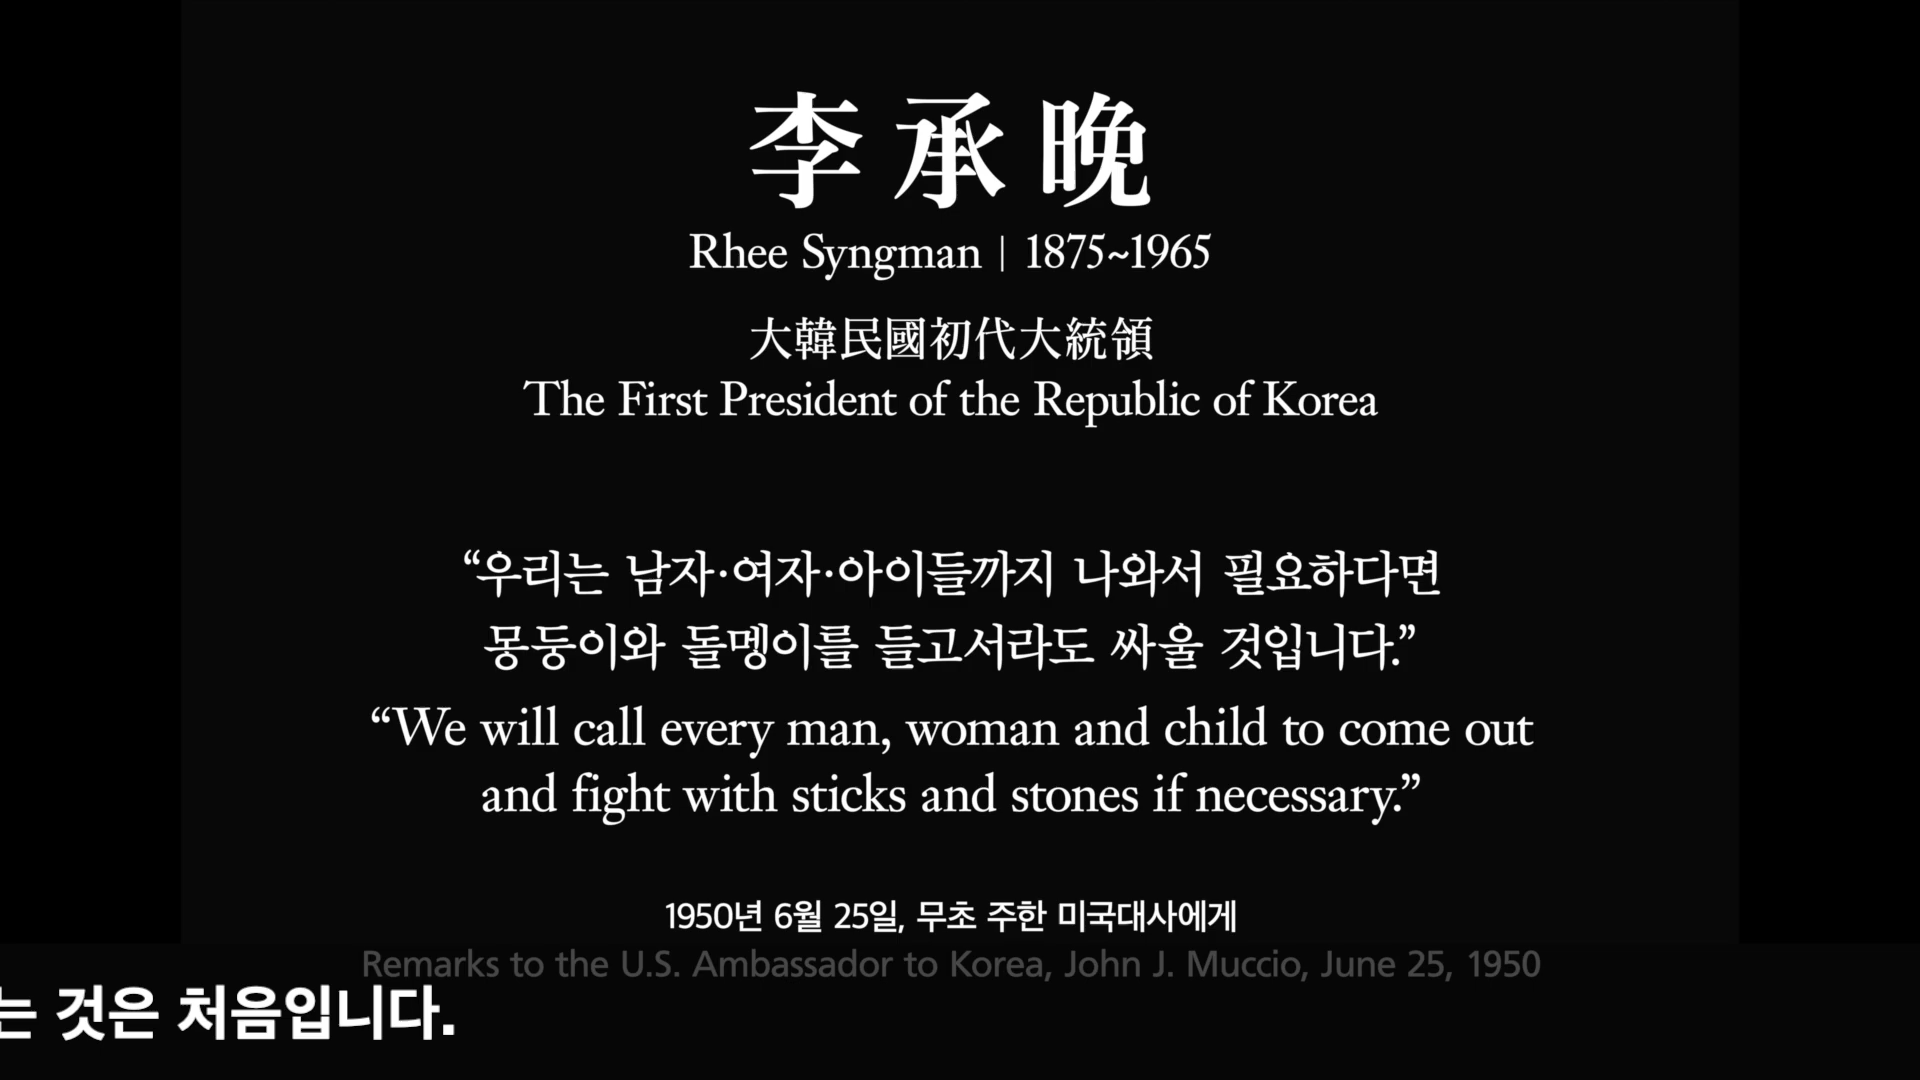 李承晩
Rhee Syngman | 1875~1965
大韓民國初代大統領
The First President of the Republic of Korea
“우리는 남자·여자·아이들까지 나와서 필요하다면
몽둥이와 돌멩이를 들고서라도 싸울 것입니다.”
“We will call every man, woman and child to come out
and fight with sticks and stones if necessary.”
1950년 6월 25일, 무초 주한 미국대사에게
Remarks to the U.S. Ambassador to Korea, John J. Muccio, June 25, 1950
는 것은 처음입니다.